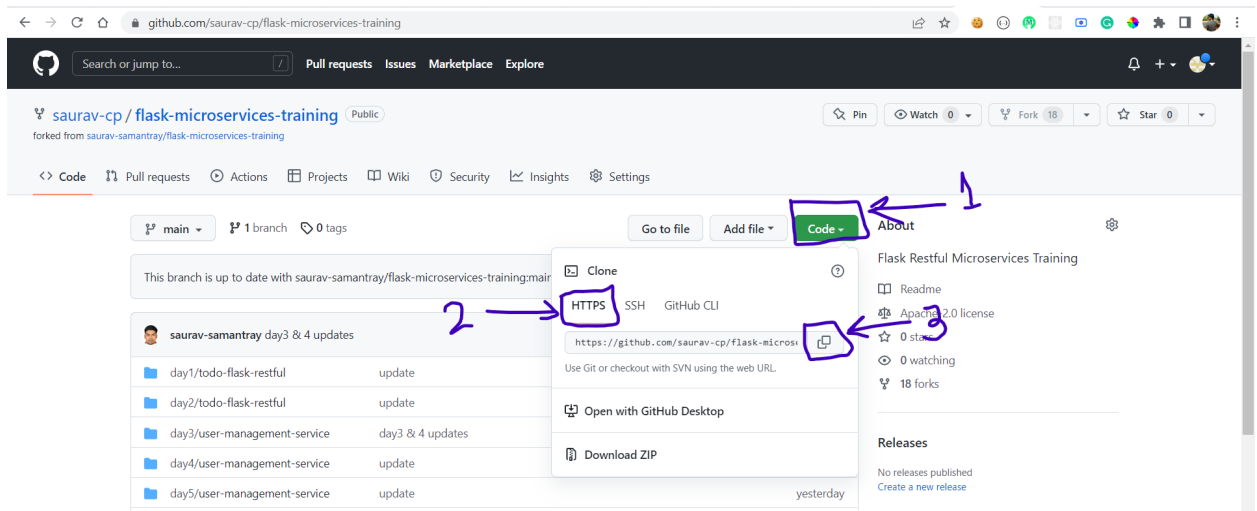 github.com/saurav-cp/flask-microservices-training
Search or jump to... / Pull requests Issues Marketplace Explore
saurav-cp / flask-microservices-training Public
forked from saurav-samantray/flask-microservices-training
Pin Watch 0 Fork 18 Star 0
Code Pull requests Actions Projects Wiki Security Insights Settings
1
main 1 branch 0 tags Go to file Add file Code
About
Flask Restful Microservices Training
Readme
Apache-2.0 license
0 stars
0 watching
18 forks
Releases
No releases published
Create a new release
This branch is up to date with saurav-samantray/flask-microservices-training:main
Clone
2
HTTPS SSH GitHub CLI
3
https://github.com/saurav-cp/flask-micros
Use Git or checkout with SVN using the web URL.
Open with GitHub Desktop
Download ZIP
saurav-samantray day3 & 4 updates
day1/todo-flask-restful update
day2/todo-flask-restful update
day3/user-management-service day3 & 4 updates
day4/user-management-service update
day5/user-management-service update yesterday